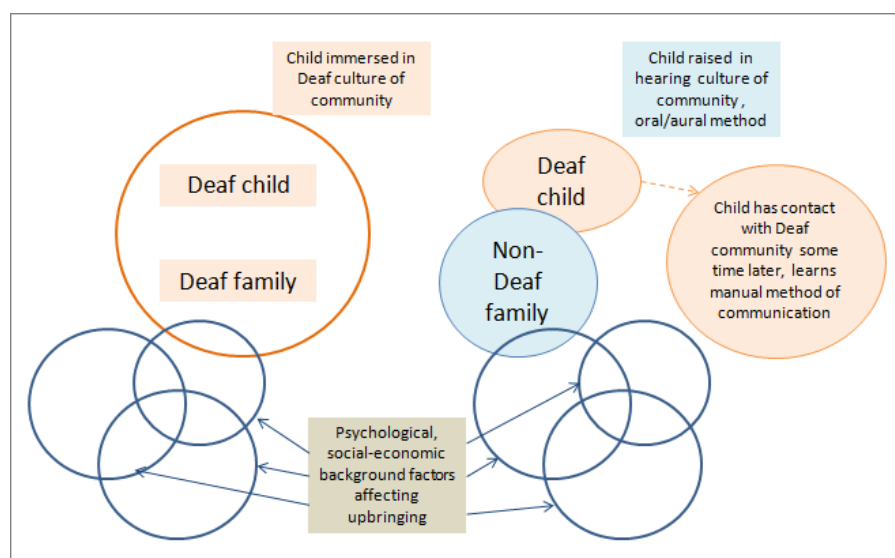 Child immersed in
Deaf culture of
community
Child raised in
hearing culture of
community ,
oral/aural method
Deaf child
Deaf family
Deaf
child
Non-
Deaf
family
Child has contact
with Deaf
community some
time later, learns
manual method of
communication
Psychological,
social-economic
background factors
affecting
upbringing